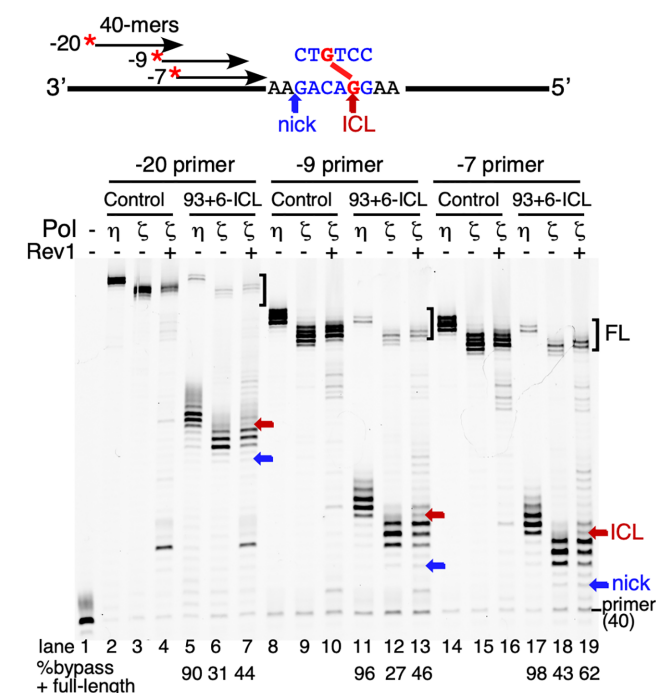 40-mers
-20 *
CTGTCC
-9 *
-7 *
3’ AAGACAGGAA 5’
nick ICL
-20 primer -9 primer -7 primer
Control 93+6-ICL Control 93+6-ICL Control 93+6-ICL
Pol - η ζ ζ η ζ ζ η ζ ζ η ζ ζ η ζ ζ η ζ ζ
Rev1 - - - + - - + - - + - - + - - + - - +
FL
ICL
nick
primer
(40)
lane 1 2 3 4 5 6 7 8 9 10 11 12 13 14 15 16 17 18 19
%bypass 90 31 44 96 27 46 98 43 62
+ full-length